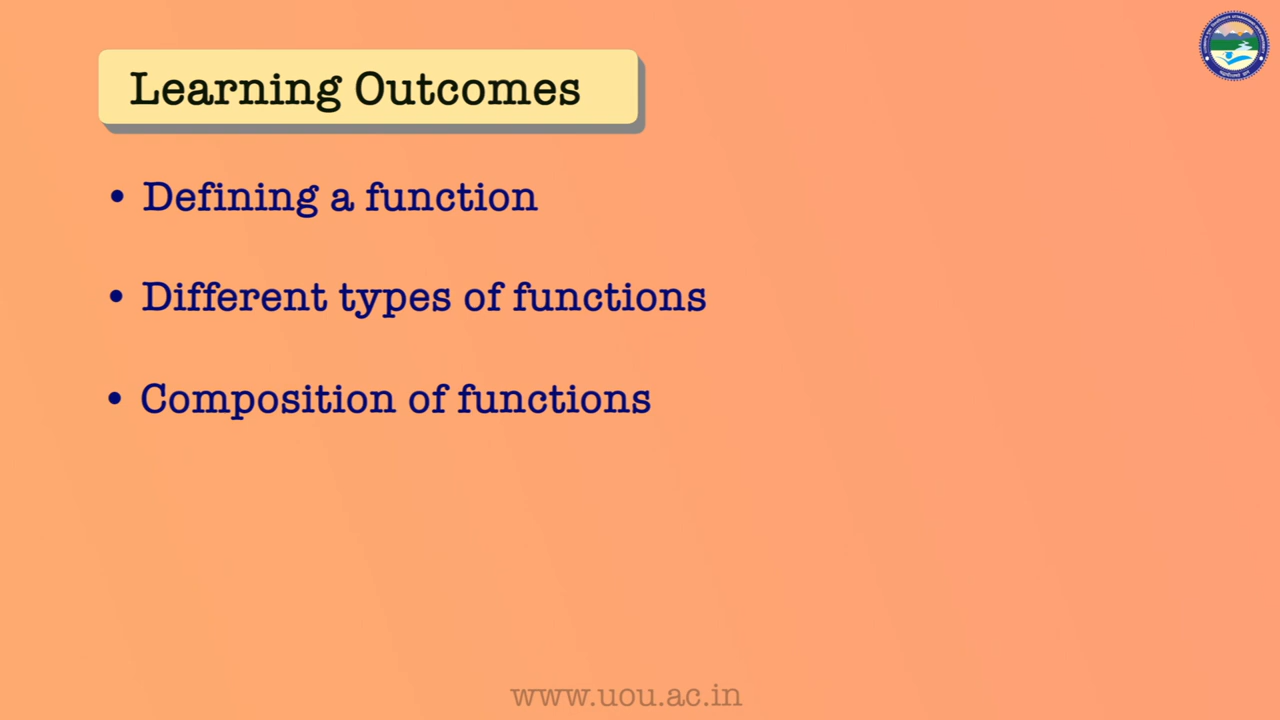 Learning Outcomes
• Defining a function
• Different types of functions
• Composition of functions
www.uou.ac.in